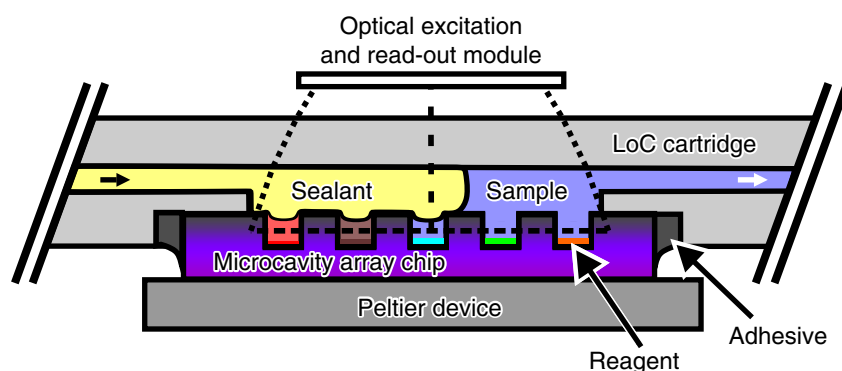 Optical excitation
and read-out module
LoC cartridge
Sealant
Sample
Microcavity array chip
Peltier device
Adhesive
Reagent